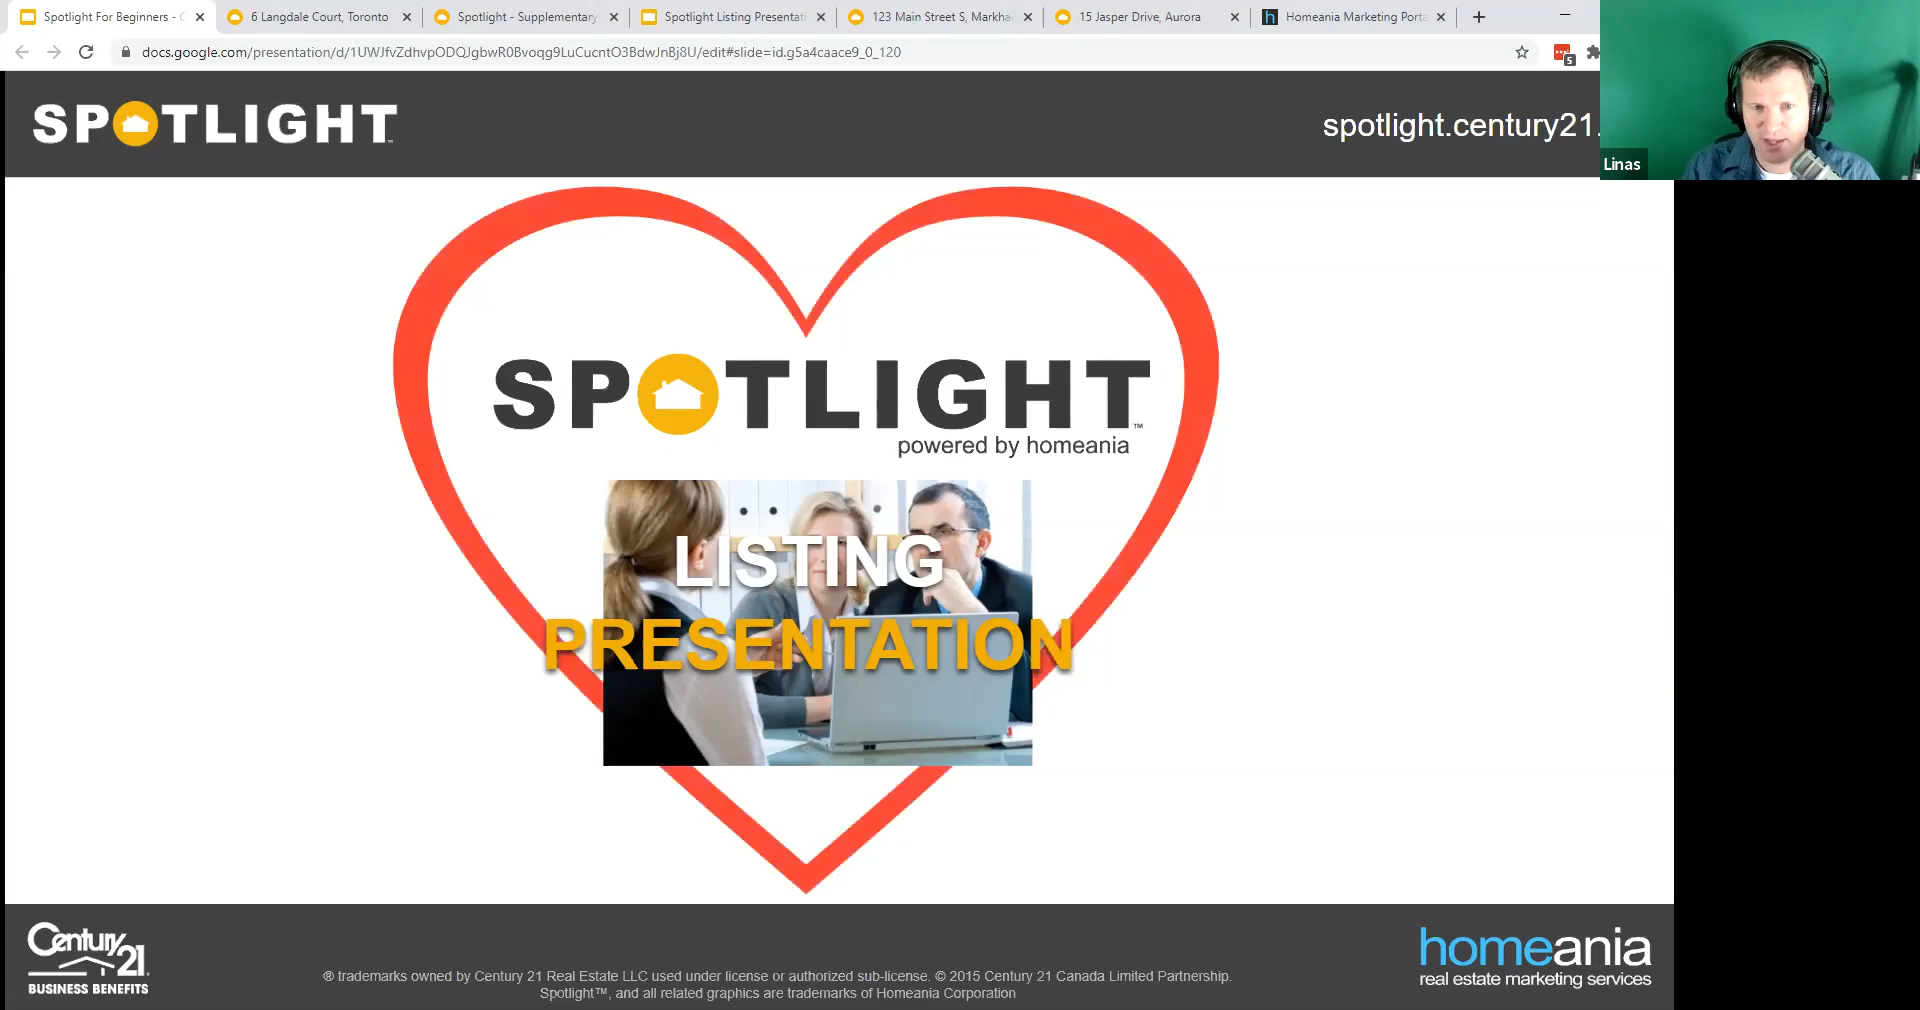 Spotlight For Beginners - C
6 Langdale Court, Toronto
Spotlight - Supplementary
Spotlight Listing Presentati
123 Main Street S, Markha
15 Jasper Drive, Aurora
Homeania Marketing Porta
docs.google.com/presentation/d/1UWJfvZdhvpODQJgbwR0Bvoqg9LuCucntO3BdwJnBj8U/edit#slide=id.g5a4caace9_0_120
5
SPOTLIGHT
spotlight.century21.
Linas
SPOTLIGHT™
powered by homeania
LISTING
PRESENTATION
Century 21
BUSINESS BENEFITS
® trademarks owned by Century 21 Real Estate LLC used under license or authorized sub-license. © 2015 Century 21 Canada Limited Partnership.
Spotlight™, and all related graphics are trademarks of Homeania Corporation
homeania
real estate marketing services